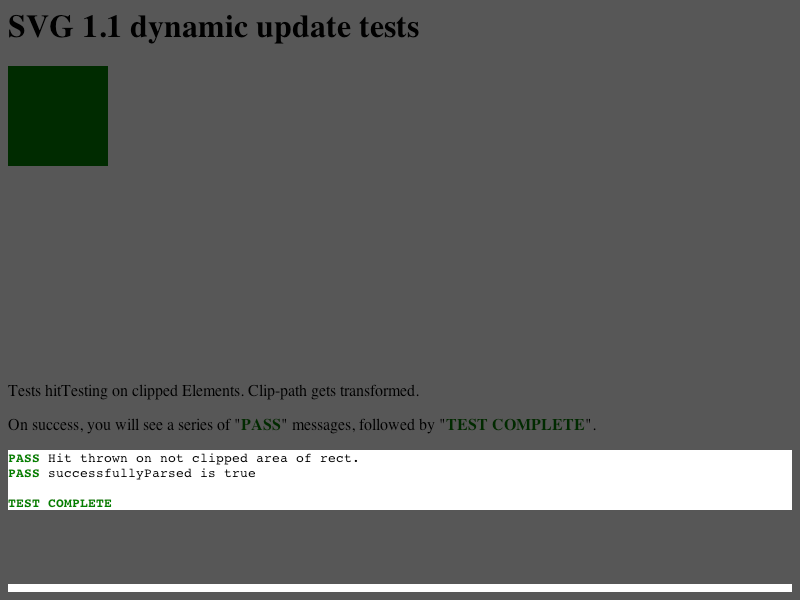 SVG 1.1 dynamic update tests
Tests hitTesting on clipped Elements. Clip-path gets transformed.
On success, you will see a series of "PASS" messages, followed by "TEST COMPLETE".
PASS Hit thrown on not clipped area of rect.
PASS successfullyParsed is true
TEST COMPLETE